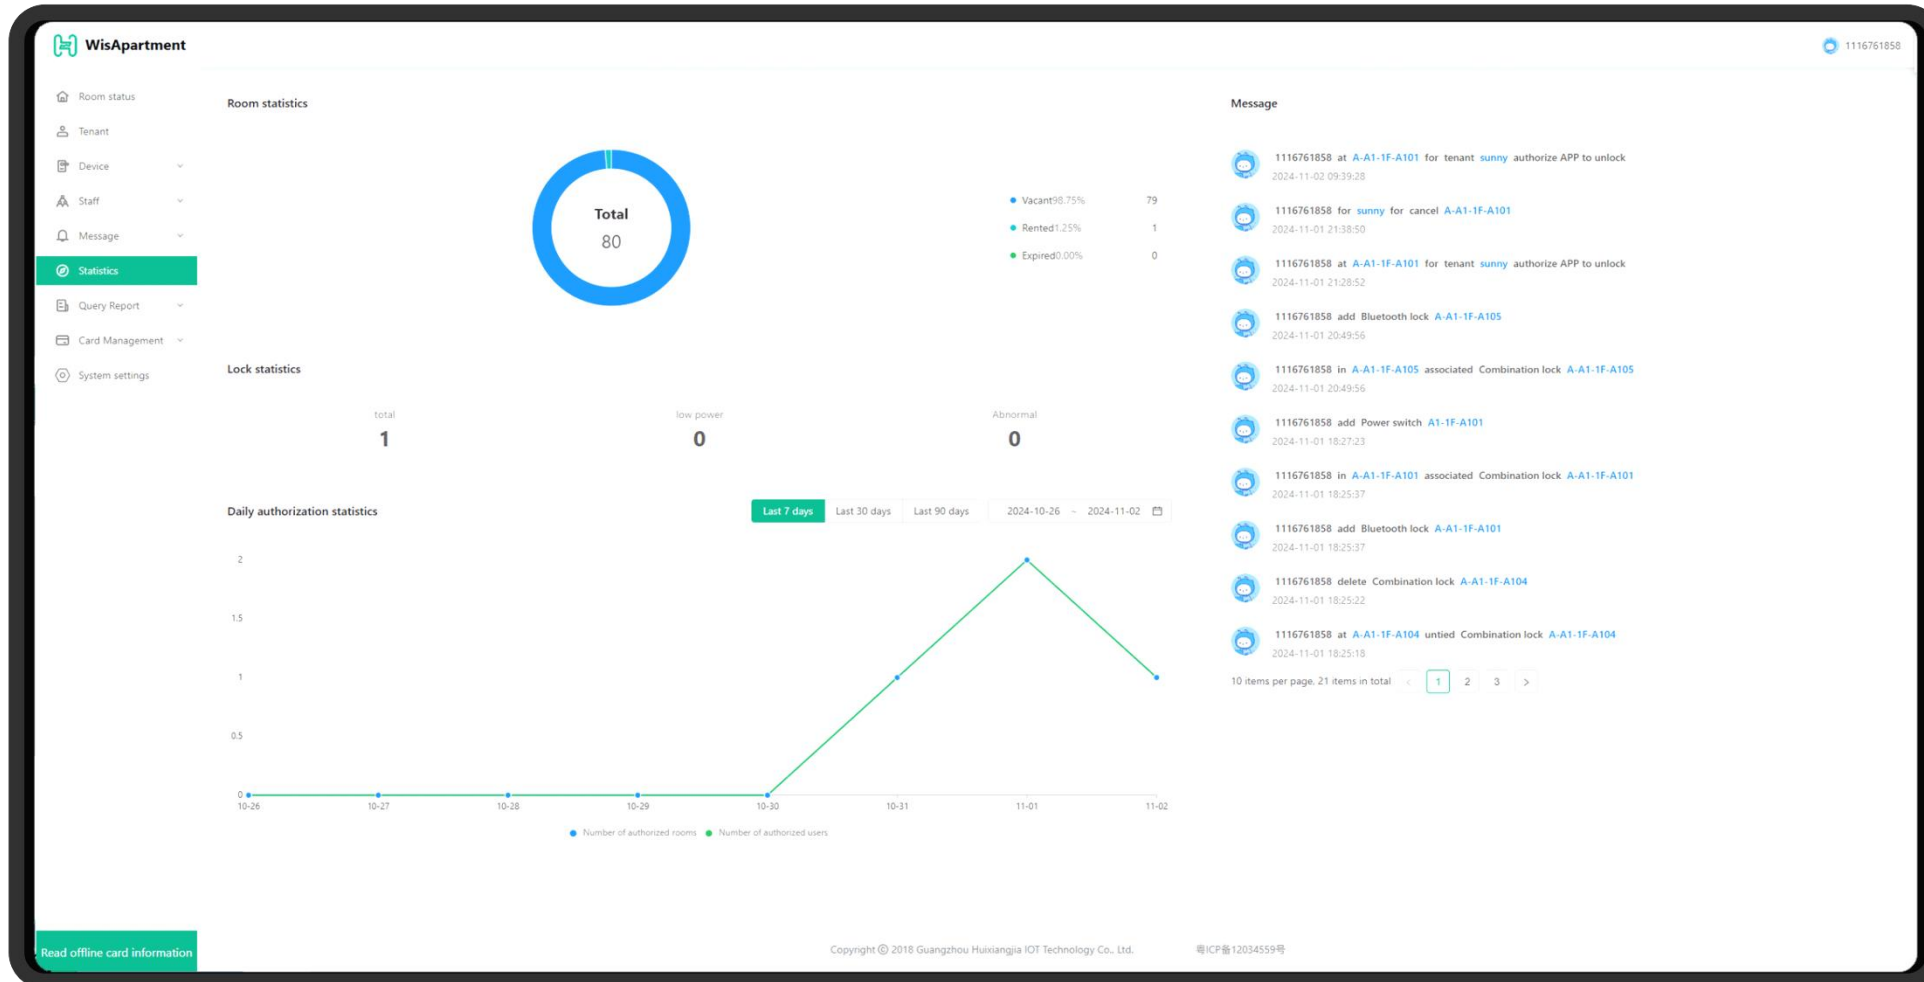 WisApartment
1116761858
Room status
Tenant
Device
Staff
Message
Statistics
Query Report
Card Management
System settings
Read offline card information
Room statistics
Total
80
Vacant98.75% 79
Rented1.25% 1
Expired0.00% 0
Lock statistics
total low power Abnormal
1 0 0
Daily authorization statistics
Last 7 days Last 30 days Last 90 days 2024-10-26 ~ 2024-11-02
2
1.5
1
0.5
0
10-26 10-27 10-28 10-29 10-30 10-31 11-01 11-02
Number of authorized rooms Number of authorized users
Message
1116761858 at A-A1-1F-A101 for tenant sunny authorize APP to unlock
2024-11-02 09:39:28
1116761858 for sunny for cancel A-A1-1F-A101
2024-11-01 21:38:50
1116761858 at A-A1-1F-A101 for tenant sunny authorize APP to unlock
2024-11-01 21:28:52
1116761858 add Bluetooth lock A-A1-1F-A105
2024-11-01 20:49:56
1116761858 in A-A1-1F-A105 associated Combination lock A-A1-1F-A105
2024-11-01 20:49:56
1116761858 add Power switch A1-1F-A101
2024-11-01 18:27:23
1116761858 in A-A1-1F-A101 associated Combination lock A-A1-1F-A101
2024-11-01 18:25:37
1116761858 add Bluetooth lock A-A1-1F-A101
2024-11-01 18:25:37
1116761858 delete Combination lock A-A1-1F-A104
2024-11-01 18:25:22
1116761858 at A-A1-1F-A104 untied Combination lock A-A1-1F-A104
2024-11-01 18:25:18
10 items per page. 21 items in total < 1 2 3 >
Copyright © 2018 Guangzhou Huixiangjia IOT Technology Co., Ltd. 粤ICP备12034559号